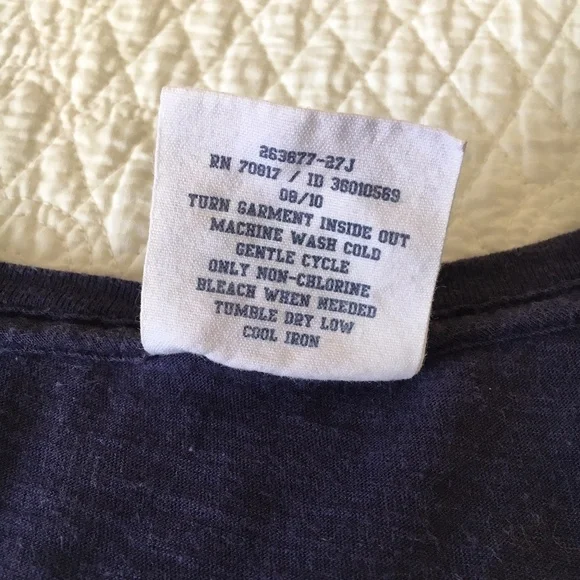 263677-27J
RN 70817 / ID 36010569
08/10
TURN GARMENT INSIDE OUT
MACHINE WASH COLD
GENTLE CYCLE
ONLY NON-CHLORINE
BLEACH WHEN NEEDED
TUMBLE DRY LOW
COOL IRON